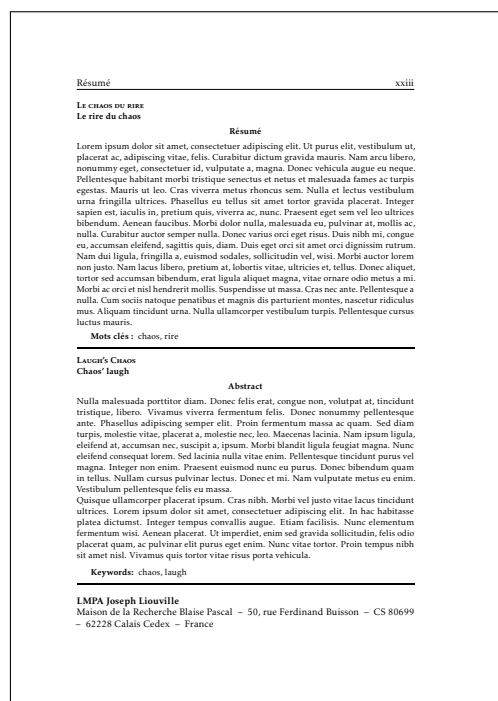 Résumé xxiii
Le chaos du rire
Le rire du chaos
Résumé
Lorem ipsum dolor sit amet, consectetuer adipiscing elit. Ut purus elit, vestibulum ut,
placerat ac, adipiscing vitae, felis. Curabitur dictum gravida mauris. Nam arcu libero,
nonummy eget, consectetuer id, vulputate a, magna. Donec vehicula augue eu neque.
Pellentesque habitant morbi tristique senectus et netus et malesuada fames ac turpis
egestas. Mauris ut leo. Cras viverra metus rhoncus sem. Nulla et lectus vestibulum
urna fringilla ultrices. Phasellus eu tellus sit amet tortor gravida placerat. Integer
sapien est, iaculis in, pretium quis, viverra ac, nunc. Praesent eget sem vel leo ultrices
bibendum. Aenean faucibus. Morbi dolor nulla, malesuada eu, pulvinar at, mollis ac,
nulla. Curabitur auctor semper nulla. Donec varius orci eget risus. Duis nibh mi, congue
eu, accumsan eleifend, sagittis quis, diam. Duis eget orci sit amet orci dignissim rutrum.
Nam dui ligula, fringilla a, euismod sodales, sollicitudin vel, wisi. Morbi auctor lorem
non justo. Nam lacus libero, pretium at, lobortis vitae, ultricies et, tellus. Donec aliquet,
tortor sed accumsan bibendum, erat ligula aliquet magna, vitae ornare odio metus a mi.
Morbi ac orci et nisl hendrerit mollis. Suspendisse ut massa. Cras nec ante. Pellentesque a
nulla. Cum sociis natoque penatibus et magnis dis parturient montes, nascetur ridiculus
mus. Aliquam tincidunt urna. Nulla ullamcorper vestibulum turpis. Pellentesque cursus
luctus mauris.
Mots clés : chaos, rire
Laugh's Chaos
Chaos' laugh
Abstract
Nulla malesuada porttitor diam. Donec felis erat, congue non, volutpat at, tincidunt
tristique, libero. Vivamus viverra fermentum felis. Donec nonummy pellentesque
ante. Phasellus adipiscing semper elit. Proin fermentum massa ac quam. Sed diam
turpis, molestie vitae, placerat a, molestie nec, leo. Maecenas lacinia. Nam ipsum ligula,
eleifend at, accumsan nec, suscipit a, ipsum. Morbi blandit ligula feugiat magna. Nunc
eleifend consequat lorem. Sed lacinia nulla vitae enim. Pellentesque tincidunt purus vel
magna. Integer non enim. Praesent euismod nunc eu purus. Donec bibendum quam
in tellus. Nullam cursus pulvinar lectus. Donec et mi. Nam vulputate metus eu enim.
Vestibulum pellentesque felis eu massa.
Quisque ullamcorper placerat ipsum. Cras nibh. Morbi vel justo vitae lacus tincidunt
ultrices. Lorem ipsum dolor sit amet, consectetuer adipiscing elit. In hac habitasse
platea dictumst. Integer tempus convallis augue. Etiam facilisis. Nunc elementum
fermentum wisi. Aenean placerat. Ut imperdiet, enim sed gravida sollicitudin, felis odio
placerat quam, ac pulvinar elit purus eget enim. Nunc vitae tortor. Proin tempus nibh
sit amet nisl. Vivamus quis tortor vitae risus porta vehicula.
Keywords: chaos, laugh
LMPA Joseph Liouville
Maison de la Recherche Blaise Pascal – 50, rue Ferdinand Buisson – CS 80699
– 62228 Calais Cedex – France